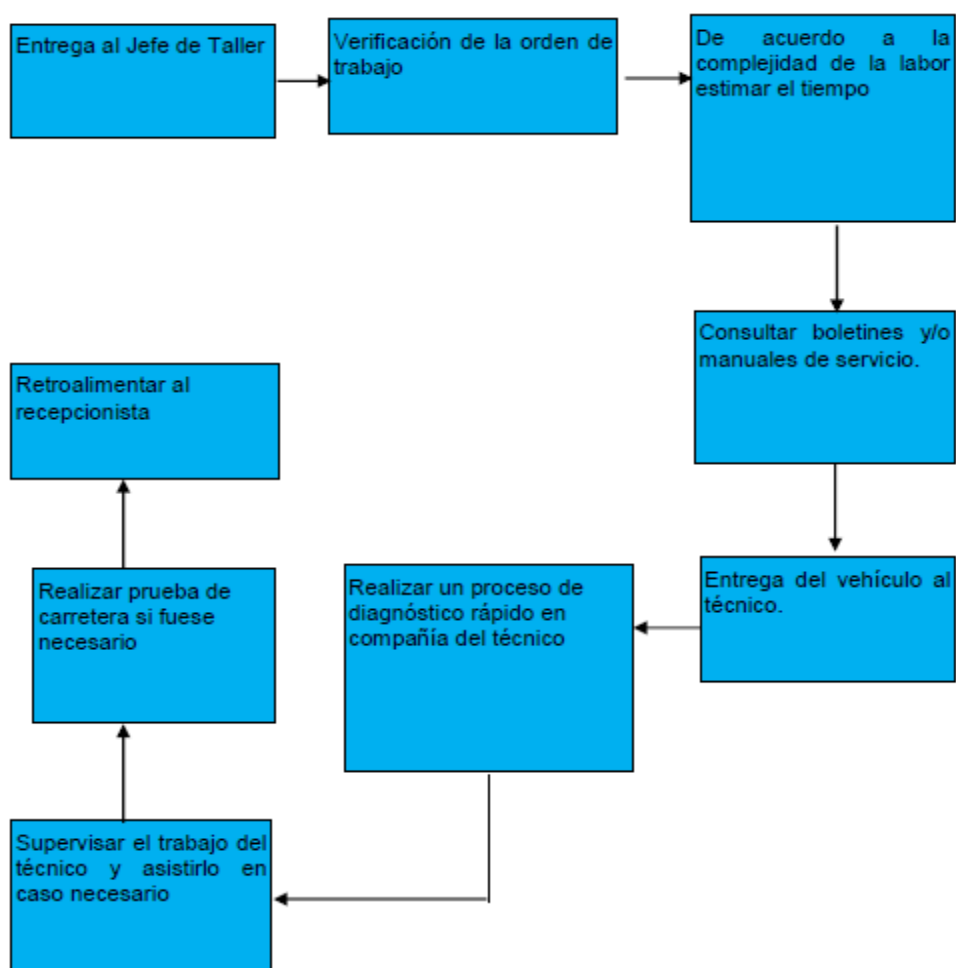 Entrega al Jefe de Taller
Verificación de la orden de
trabajo
De acuerdo a la
complejidad de la labor
estimar el tiempo
Consultar boletines y/o
manuales de servicio.
Entrega del vehículo al
técnico.
Realizar un proceso de
diagnóstico rápido en
compañía del técnico
Supervisar el trabajo del
técnico y asistirlo en
caso necesario
Realizar prueba de
carretera si fuese
necesario
Retroalimentar al
recepcionista